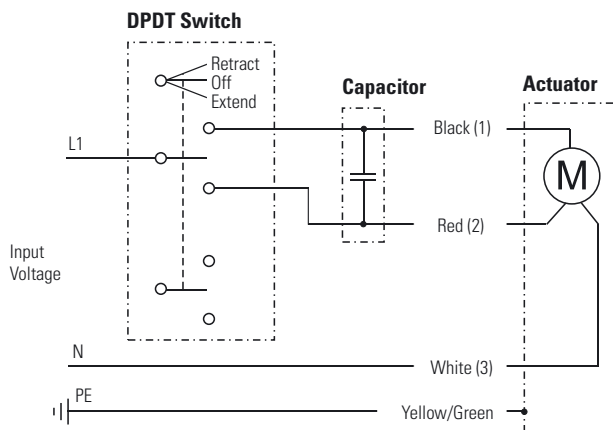 DPDT Switch
Retract
Off
Extend
Capacitor
Actuator
L1
Black (1)
M
Red (2)
Input
Voltage
N
White (3)
PE
Yellow/Green